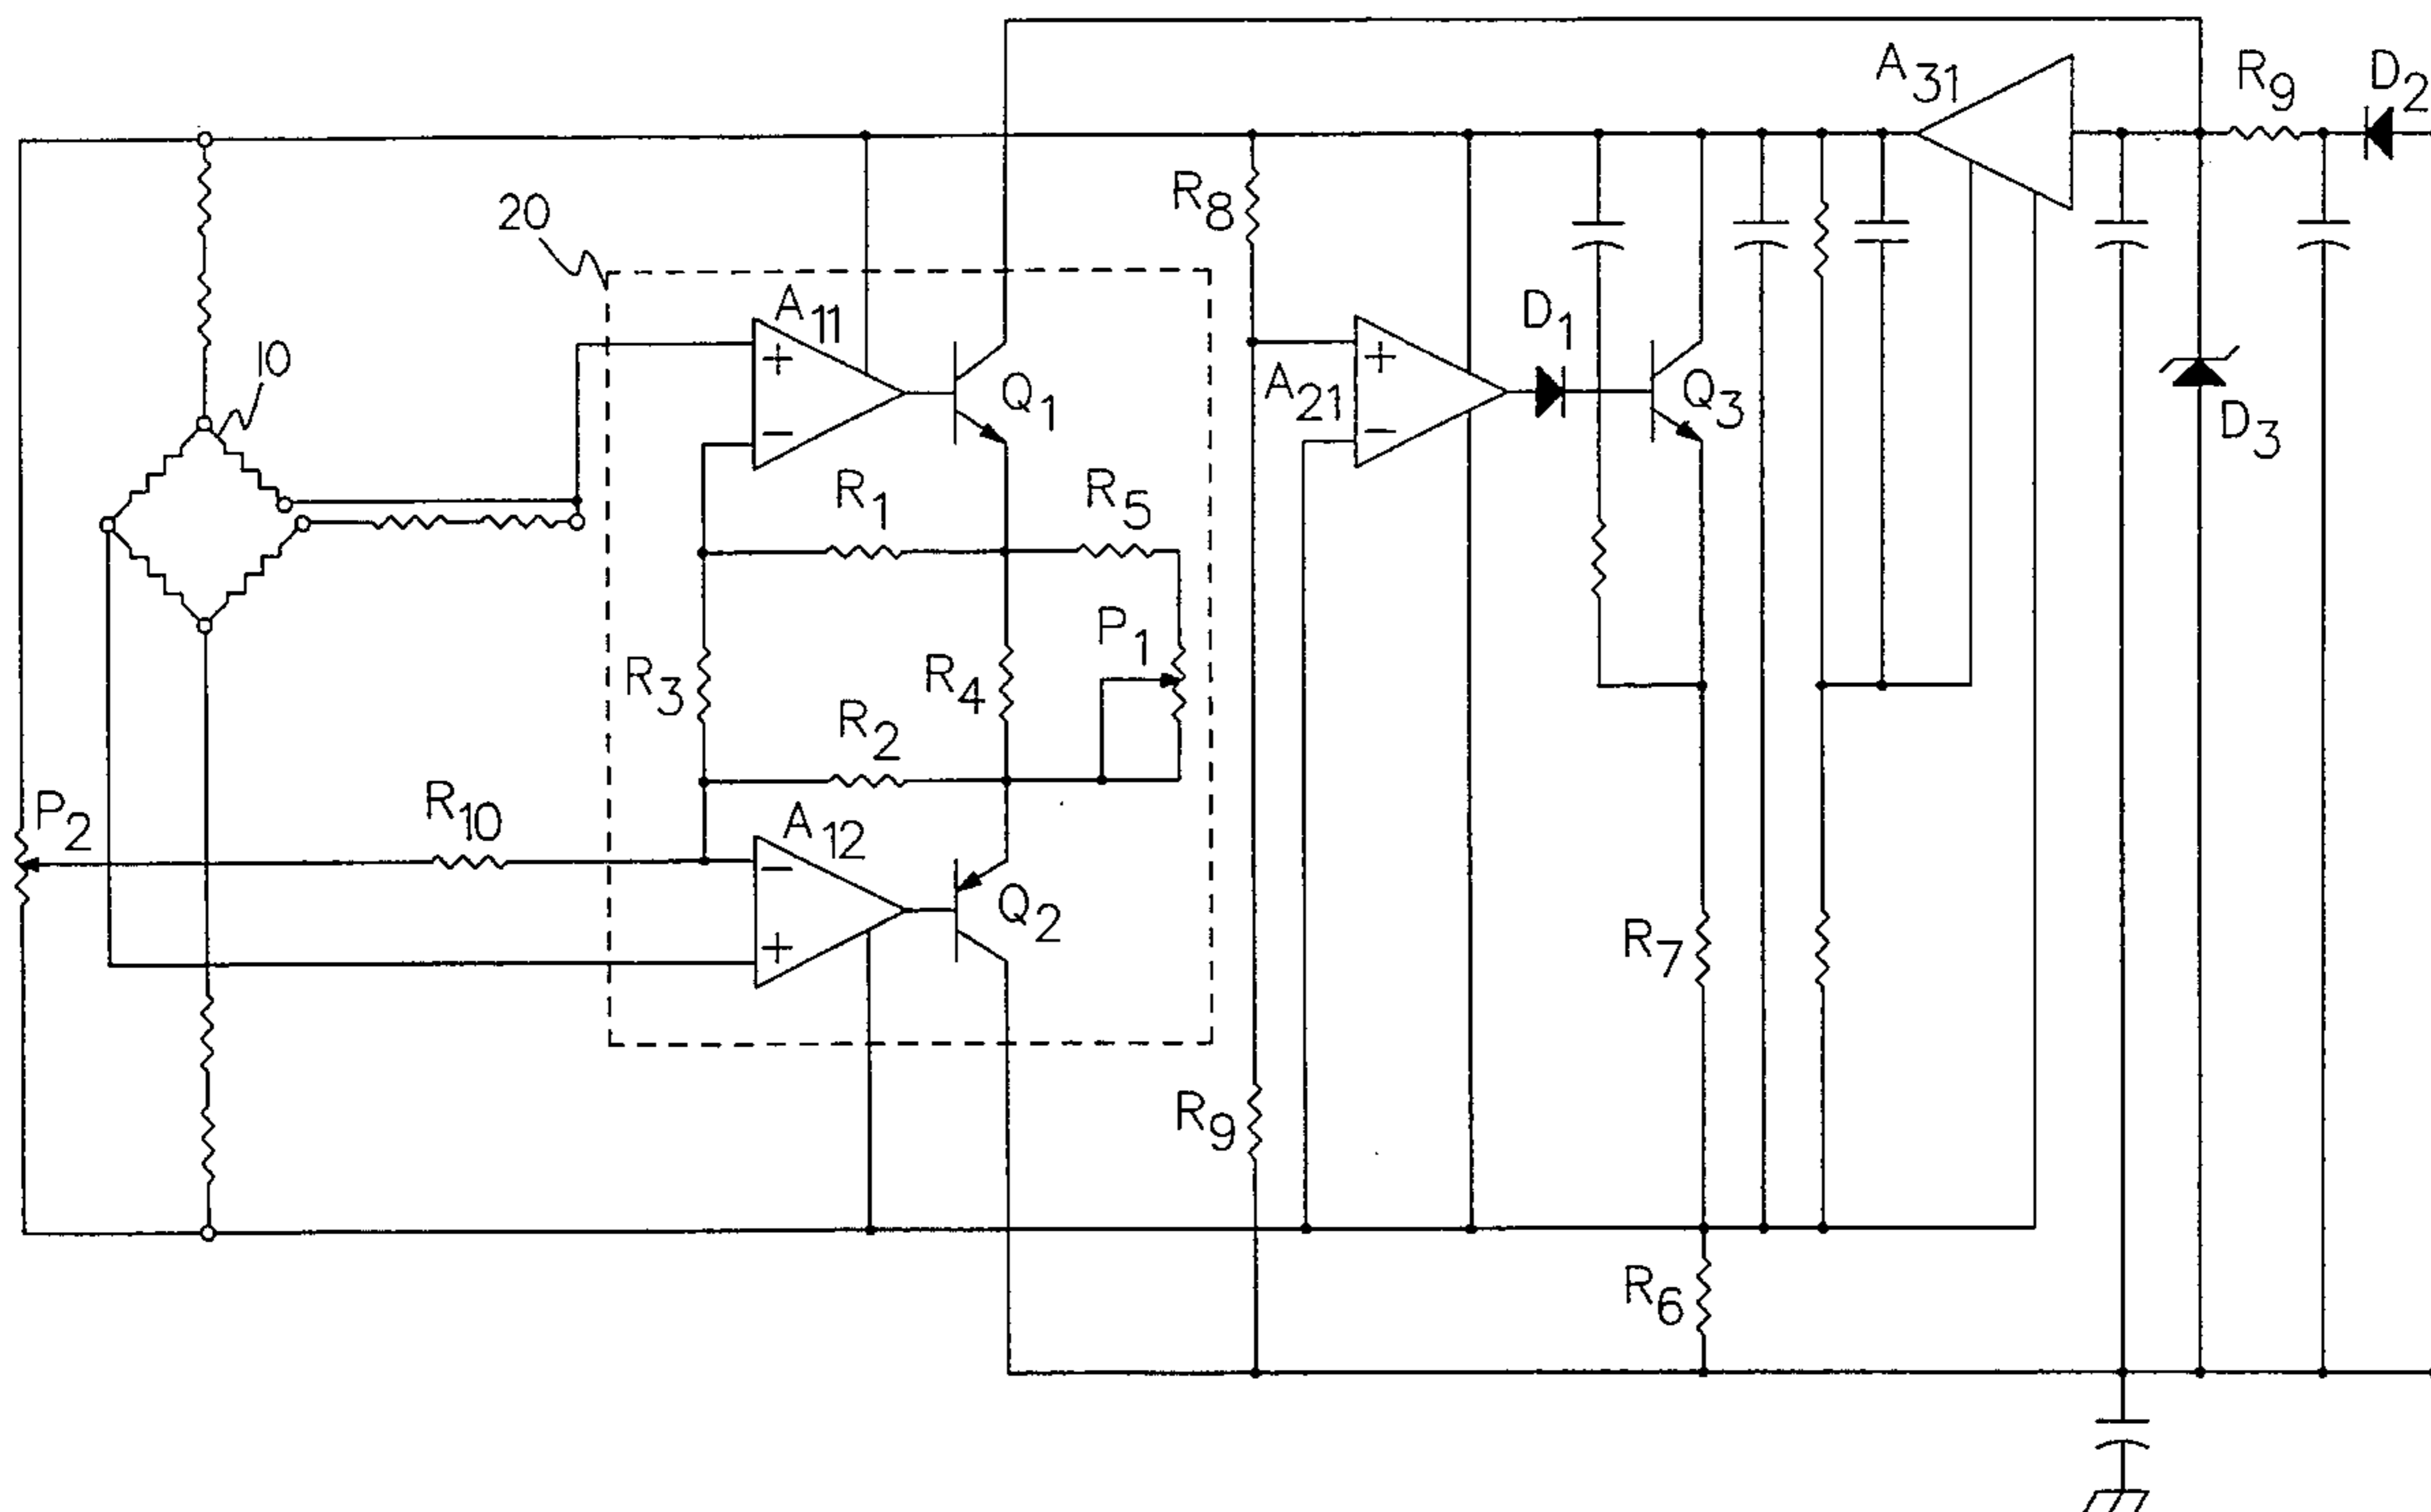 A31
R9
D2
R8
20
A11
+
−
Q1
10
D1
+
A21
−
Q3
D3
R1
R5
P1
R3
R4
R2
P2
R10
A12
−
+
Q2
R7
R9
R6